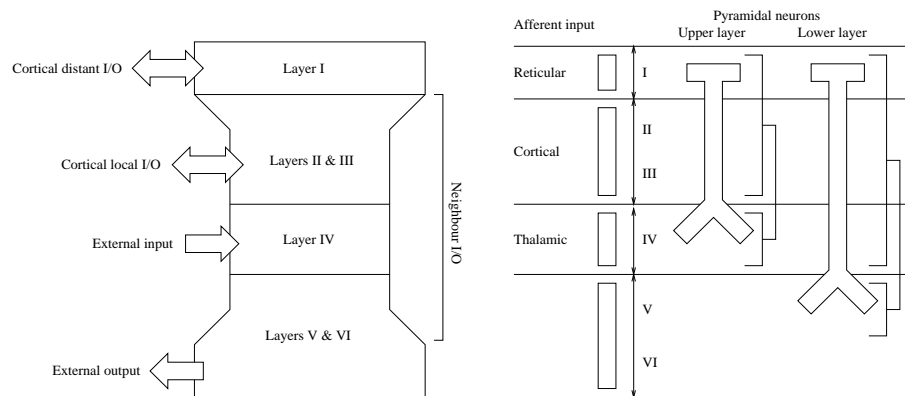 Cortical distant I/O
Layer I
Cortical local I/O
Layers II & III
External input
Layer IV
Layers V & VI
External output
Neighbour I/O
Afferent input
Pyramidal neurons
Upper layer
Lower layer
Reticular
I
Cortical
II
III
Thalamic
IV
V
VI